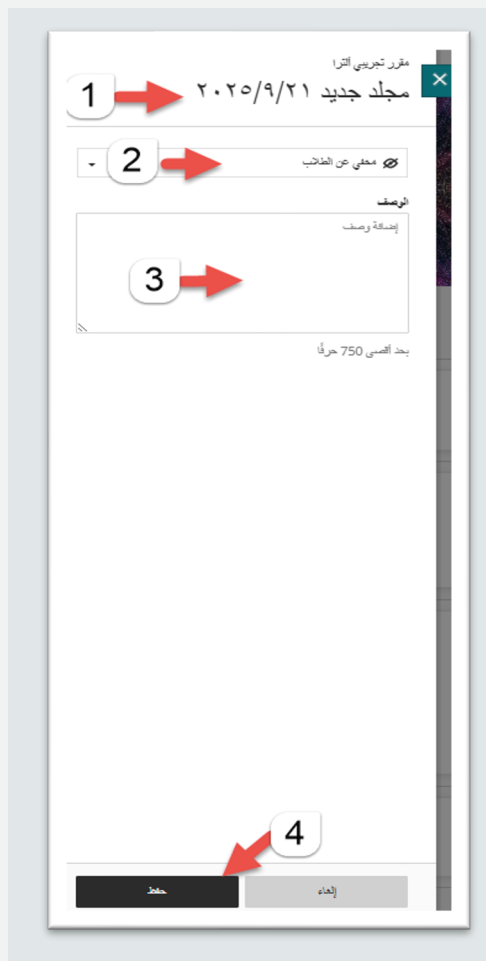 مقرر تجريبي ألترا
مجلد جديد ٢٠٢٥/٩/٢١
1
مخفي عن الطلاب
2
الوصف
إضافة وصف
3
بحد أقصى 750 حرفًا
4
إلغاء
حفظ